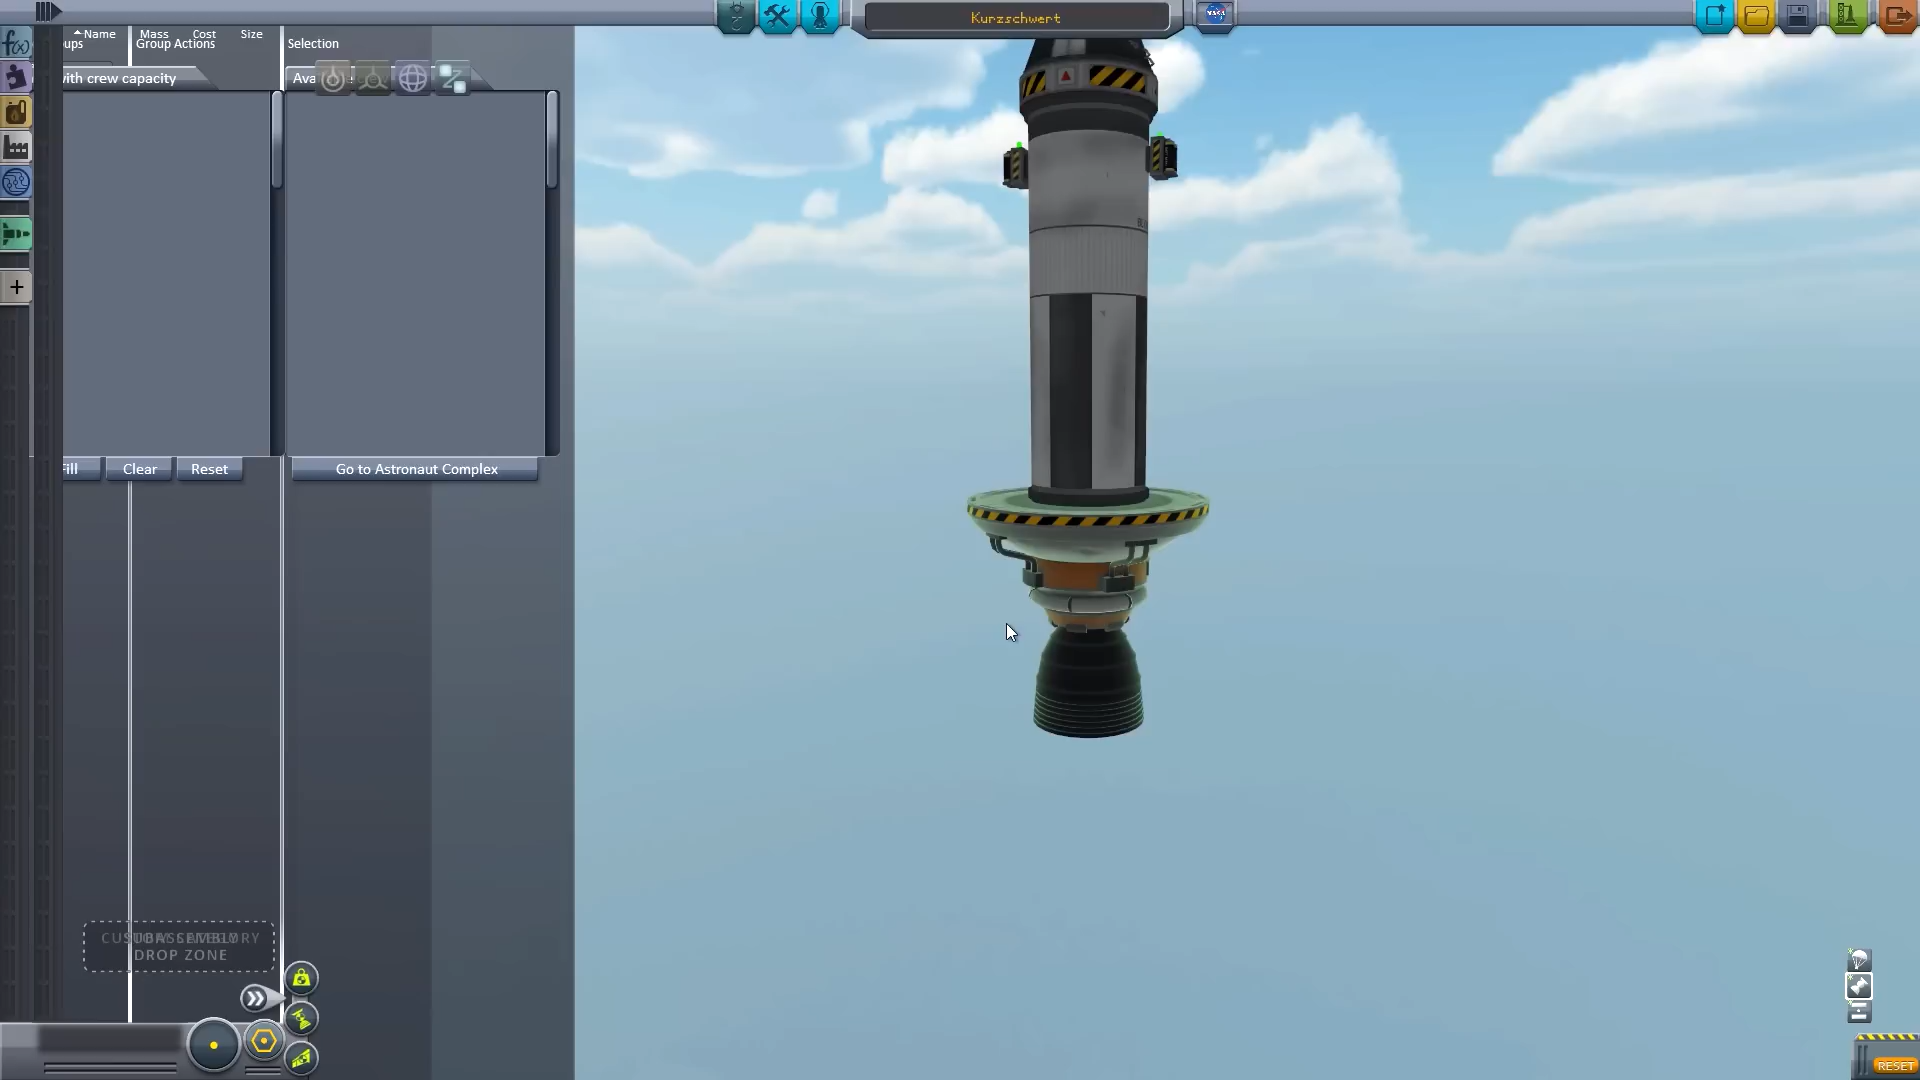 Kurzschwert
Name
Mass
Cost
Size
ups
Group Actions
Selection
with crew capacity
Ava
Fill
Clear
Reset
Go to Astronaut Complex
DROP ZONE
RESET